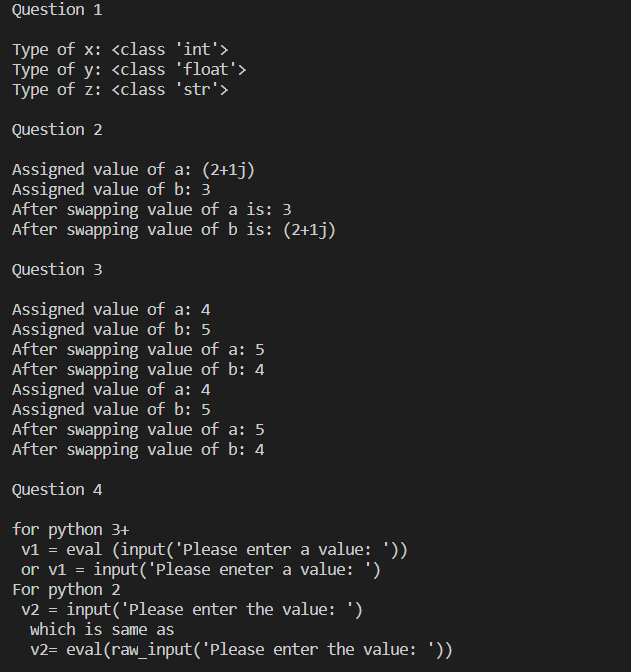 Question 1
Type of x: <class 'int'>
Type of y: <class 'float'>
Type of z: <class 'str'>
Question 2
Assigned value of a: (2+1j)
Assigned value of b: 3
After swapping value of a is: 3
After swapping value of b is: (2+1j)
Question 3
Assigned value of a: 4
Assigned value of b: 5
After swapping value of a: 5
After swapping value of b: 4
Assigned value of a: 4
Assigned value of b: 5
After swapping value of a: 5
After swapping value of b: 4
Question 4
for python 3+
v1 = eval (input('Please enter a value: '))
or v1 = input('Please eneter a value: ')
For python 2
v2 = input('Please enter the value: ')
which is same as
v2= eval(raw_input('Please enter the value: '))